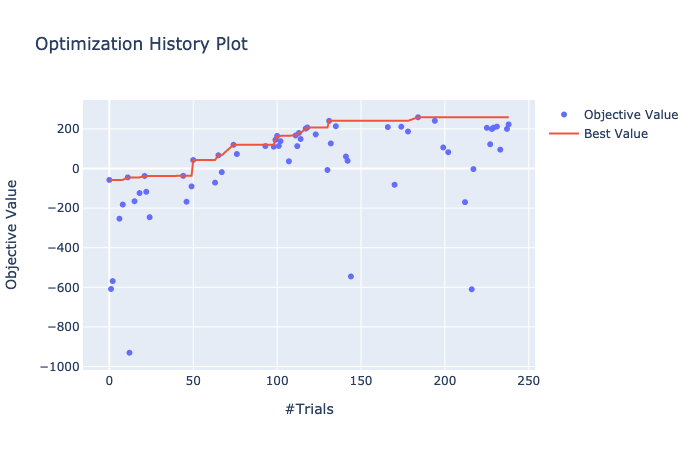 Optimization History Plot
Objective Value
Best Value
200
0
−200
−400
−600
−800
−1000
0
50
100
150
200
250
#Trials
Objective Value